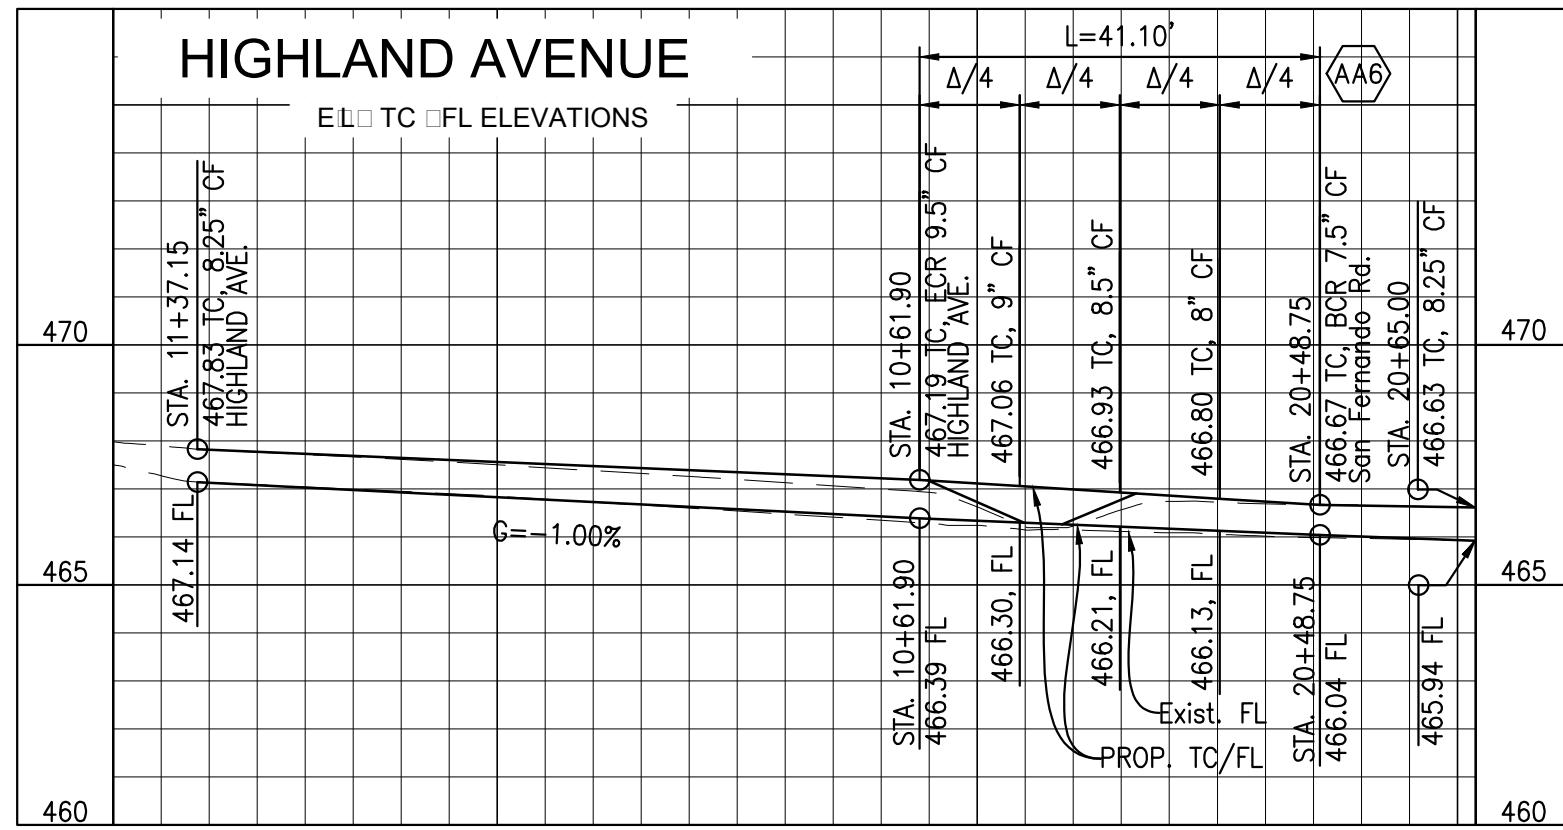 HIGHLAND AVENUE
TC FL ELEVATIONS
L=41.10'
Δ/4
Δ/4
Δ/4
Δ/4
AA6
STA. 11+37.15
467.83 TC, 8.25" CF
HIGHLAND AVE.
STA. 10+61.90
467.19 TC, ECR 9.5" CF
HIGHLAND AVE.
467.06 TC, 9" CF
466.93 TC, 8.5" CF
466.80 TC, 8" CF
STA. 20+48.75
466.67 TC, BCR 7.5" CF
San Fernando Rd.
STA. 20+65.00
466.63 TC, 8.25" CF
470
470
G=-1.00%
467.14 FL
465
465
STA. 10+61.90
466.39 FL
466.30, FL
466.21, FL
466.13, FL
STA. 20+48.75
466.04 FL
465.94 FL
Exist. FL
PROP. TC/FL
460
460